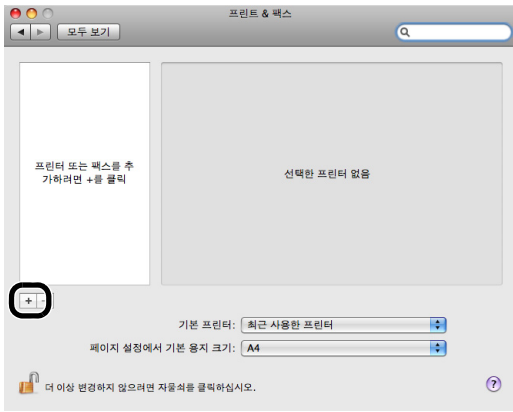 프린트 & 팩스
모두 보기
프린터 또는 팩스를 추
가하려면 +를 클릭
선택한 프린터 없음
+ -
기본 프린터: 최근 사용한 프린터
페이지 설정에서 기본 용지 크기: A4
더 이상 변경하지 않으려면 자물쇠를 클릭하십시오.
?